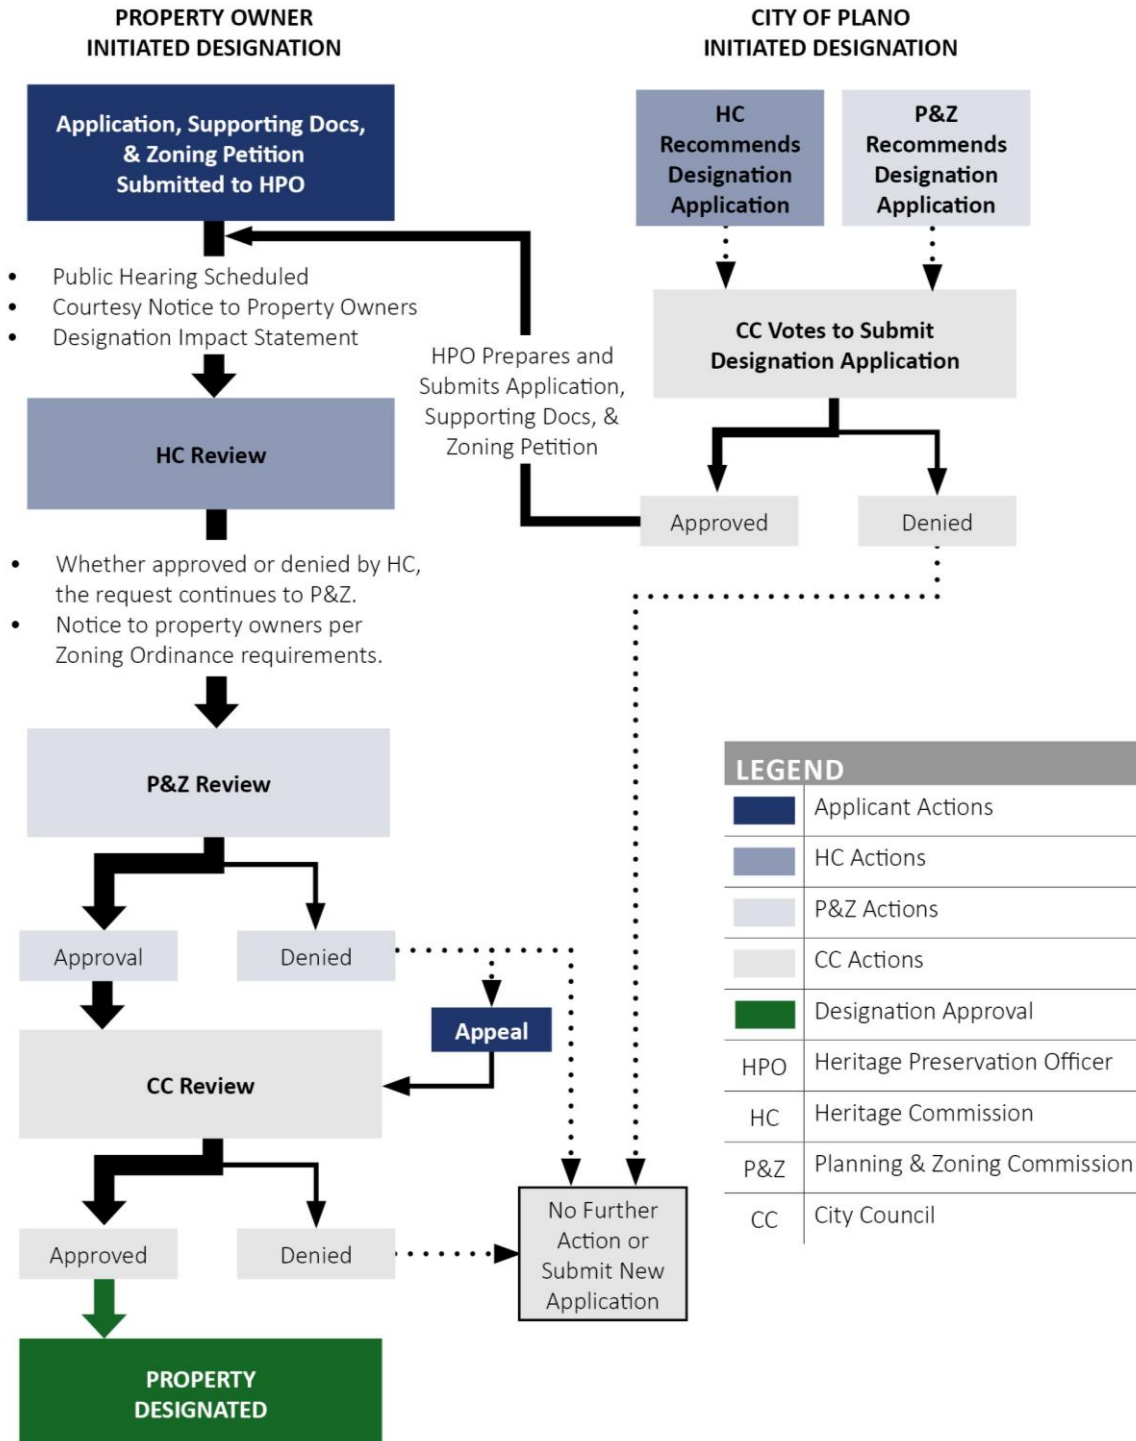 PROPERTY OWNER
INITIATED DESIGNATION
Application, Supporting Docs,
& Zoning Petition
Submitted to HPO
• Public Hearing Scheduled
• Courtesy Notice to Property Owners
• Designation Impact Statement
HC Review
• Whether approved or denied by HC,
the request continues to P&Z.
• Notice to property owners per
Zoning Ordinance requirements.
P&Z Review
Approval
Denied
Appeal
CC Review
Approved
Denied
PROPERTY
DESIGNATED
CITY OF PLANO
INITIATED DESIGNATION
HC
Recommends
Designation
Application
P&Z
Recommends
Designation
Application
CC Votes to Submit
Designation Application
Approved
Denied
HPO Prepares and
Submits Application,
Supporting Docs, &
Zoning Petition
No Further
Action or
Submit New
Application
LEGEND
Applicant Actions
HC Actions
P&Z Actions
CC Actions
Designation Approval
HPO Heritage Preservation Officer
HC Heritage Commission
P&Z Planning & Zoning Commission
CC City Council